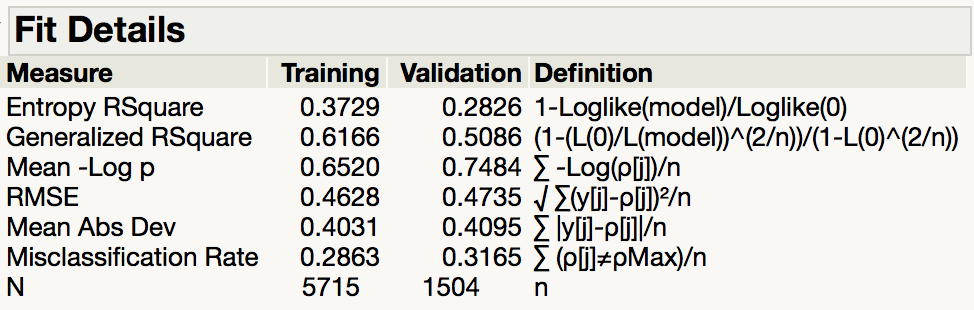 Fit Details
Measure Training Validation Definition
Entropy RSquare 0.3729 0.2826 1-Loglike(model)/Loglike(0)
Generalized RSquare 0.6166 0.5086 (1-(L(0)/L(model))^(2/n))/(1-L(0)^(2/n))
Mean -Log p 0.6520 0.7484 ∑ -Log(ρ[j])/n
RMSE 0.4628 0.4735 √ ∑(y[j]-ρ[j])²/n
Mean Abs Dev 0.4031 0.4095 ∑ |y[j]-ρ[j]|/n
Misclassification Rate 0.2863 0.3165 ∑ (ρ[j]≠ρMax)/n
N 5715 1504 n